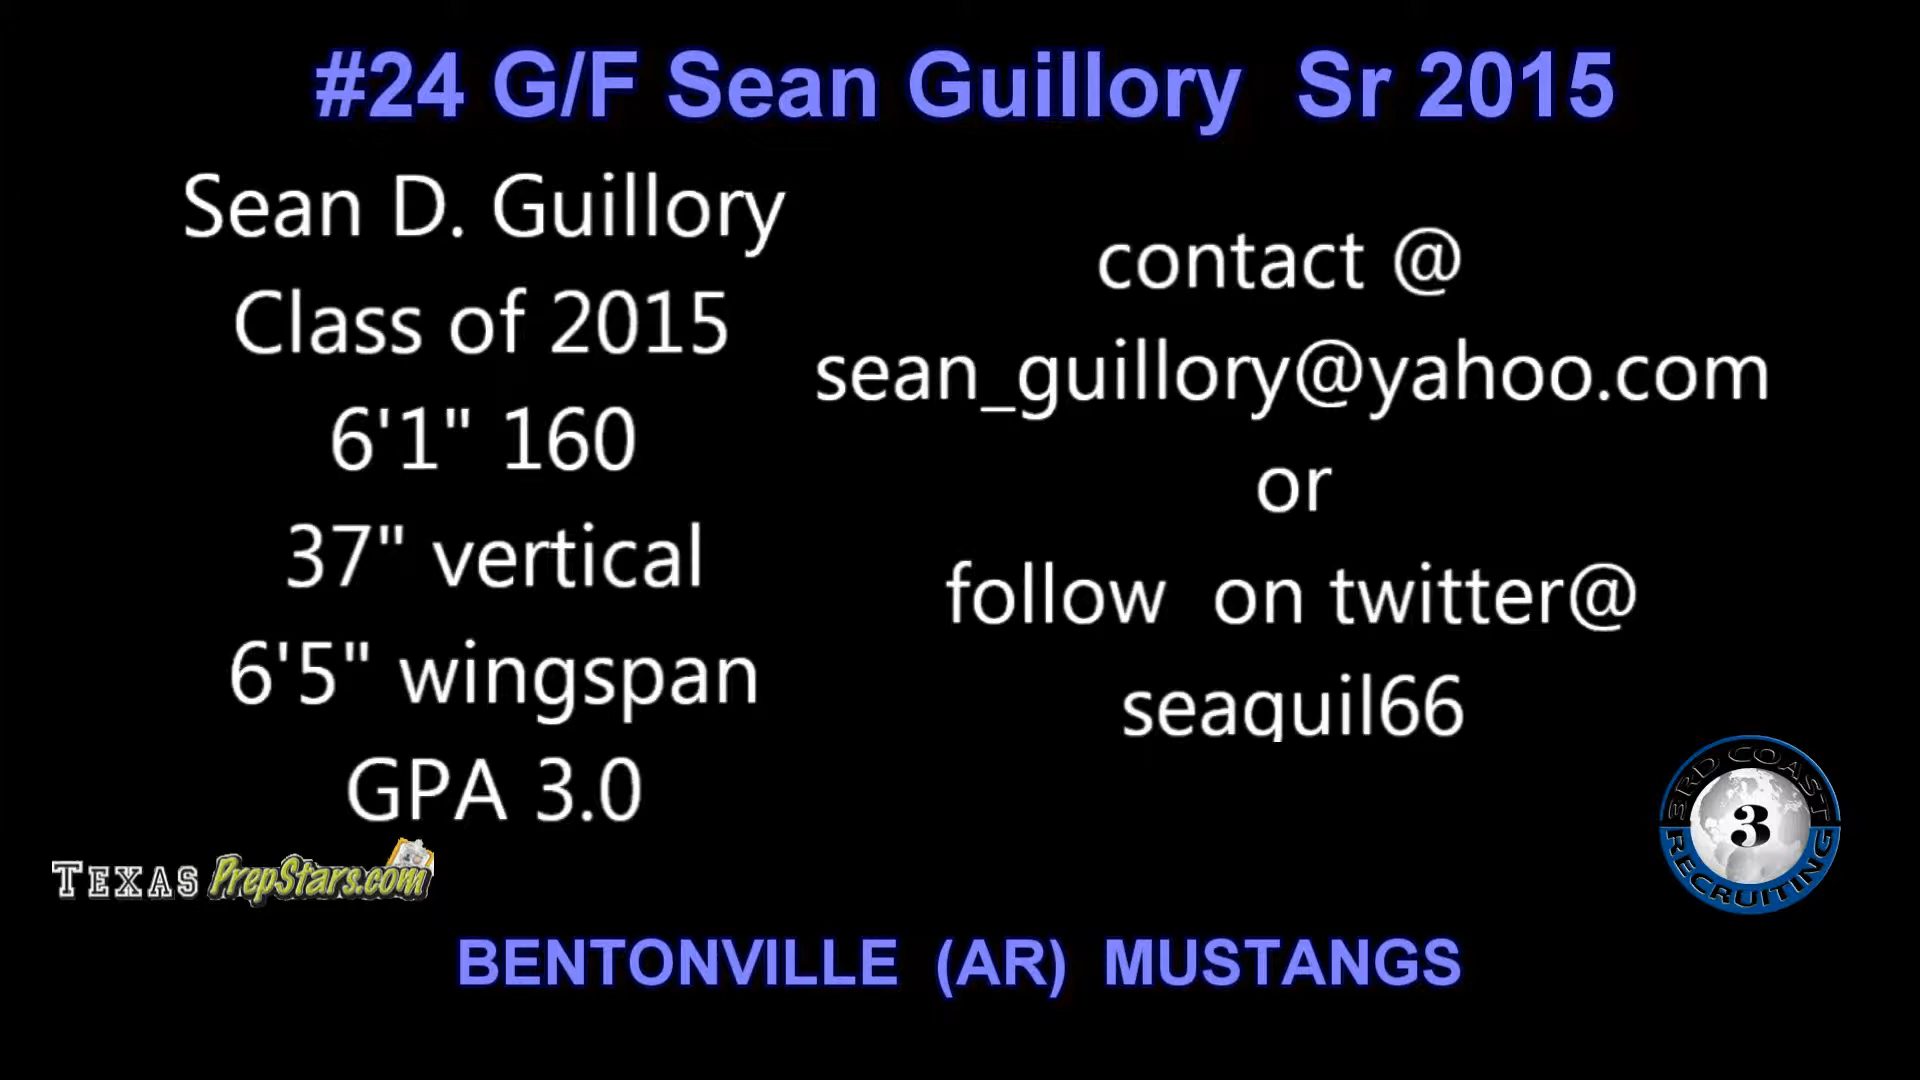 #24 G/F Sean Guillory Sr 2015
Sean D. Guillory
Class of 2015
6'1" 160
37" vertical
6'5" wingspan
GPA 3.0
contact @
sean_guillory@yahoo.com
or
follow on twitter@
seaguil66
TEXAS PrepStars.com
3RD COAST
3
RECRUITING
BENTONVILLE (AR) MUSTANGS